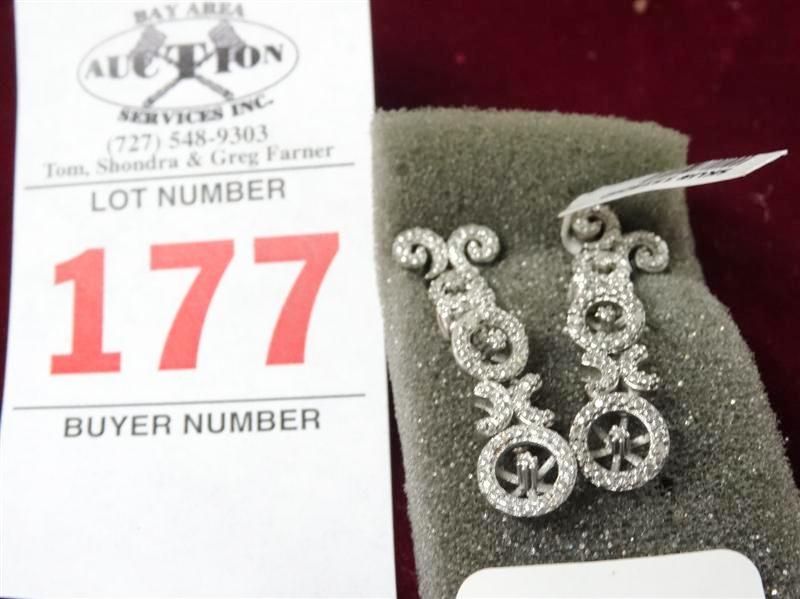 BAY AREA
AUCTION
SERVICES INC.
(727) 548-9303
Tom, Shondra & Greg Farner
LOT NUMBER
177
BUYER NUMBER